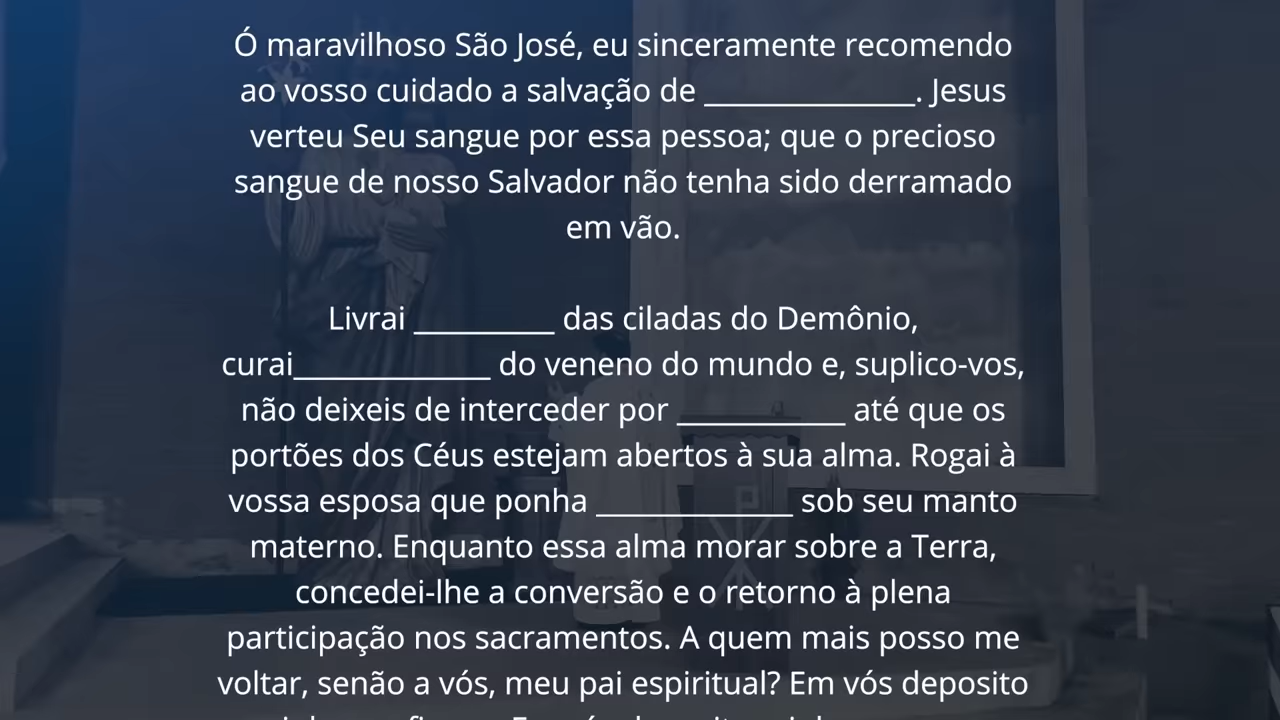 Ó maravilhoso São José, eu sinceramente recomendo
ao vosso cuidado a salvação de _______________. Jesus
verteu Seu sangue por essa pessoa; que o precioso
sangue de nosso Salvador não tenha sido derramado
em vão.
Livrai __________ das ciladas do Demônio,
curai______________ do veneno do mundo e, suplico-vos,
não deixeis de interceder por ____________ até que os
portões dos Céus estejam abertos à sua alma. Rogai à
vossa esposa que ponha ______________ sob seu manto
materno. Enquanto essa alma morar sobre a Terra,
concedei-lhe a conversão e o retorno à plena
participação nos sacramentos. A quem mais posso me
voltar, senão a vós, meu pai espiritual? Em vós deposito